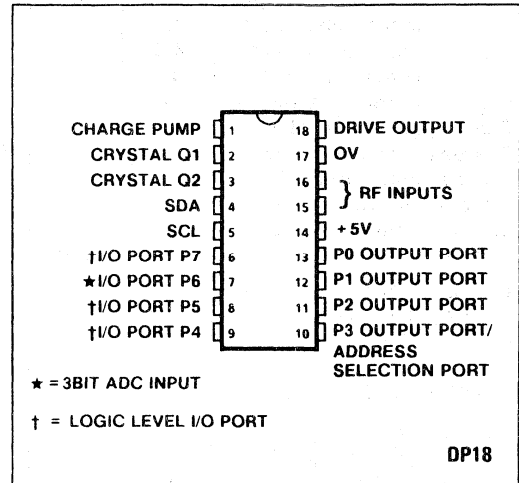 CHARGE PUMP 1 18 DRIVE OUTPUT
CRYSTAL Q1 2 17 OV
CRYSTAL Q2 3 16
RF INPUTS
SDA 4 15
SCL 5 14 +5V
†I/O PORT P7 6 13 P0 OUTPUT PORT
★I/O PORT P6 7 12 P1 OUTPUT PORT
†I/O PORT P5 8 11 P2 OUTPUT PORT
†I/O PORT P4 9 10 P3 OUTPUT PORT/
ADDRESS
SELECTION PORT
★ = 3BIT ADC INPUT
† = LOGIC LEVEL I/O PORT
DP18